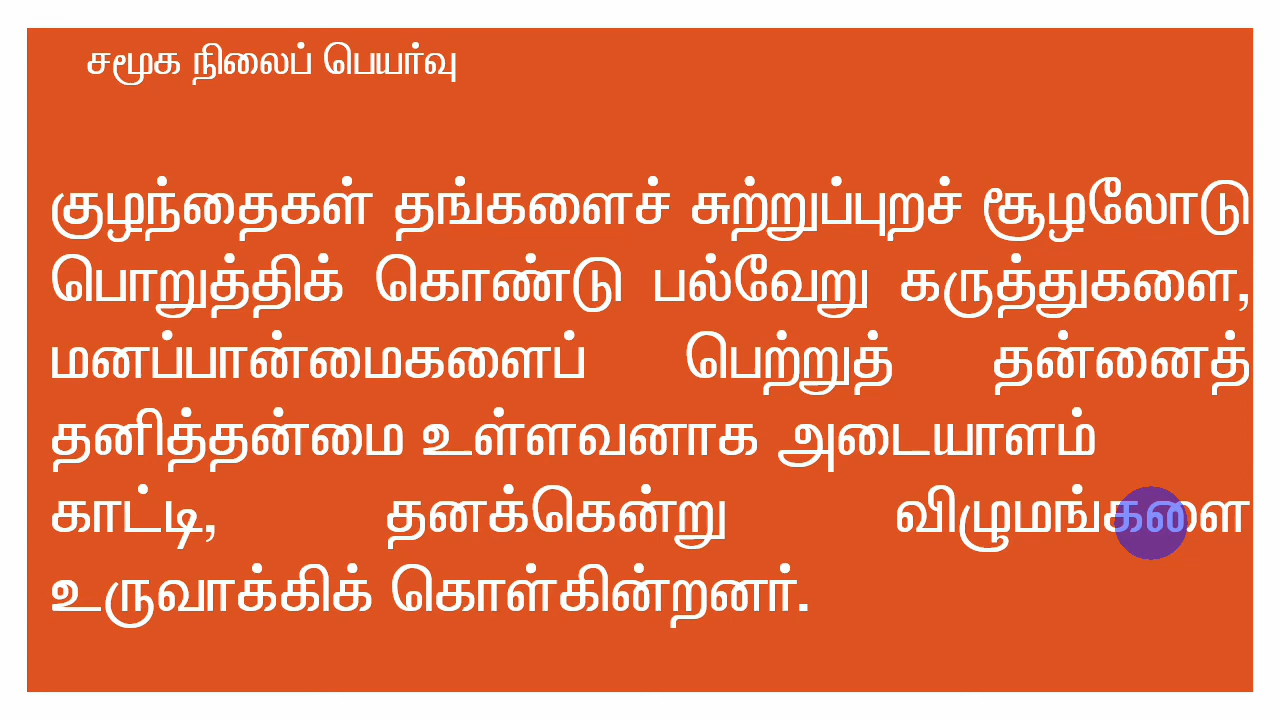 சமூக நிலைப் பெயர்வு
குழந்தைகள் தங்களைச் சுற்றுப்புறச் சூழலோடு
பொறுத்திக் கொண்டு பல்வேறு கருத்துகளை,
மனப்பான்மைகளைப் பெற்றுத் தன்னைத்
தனித்தன்மை உள்ளவனாக அடையாளம்
காட்டி, தனக்கென்று விழுமங்களை
உருவாக்கிக் கொள்கின்றனர்.